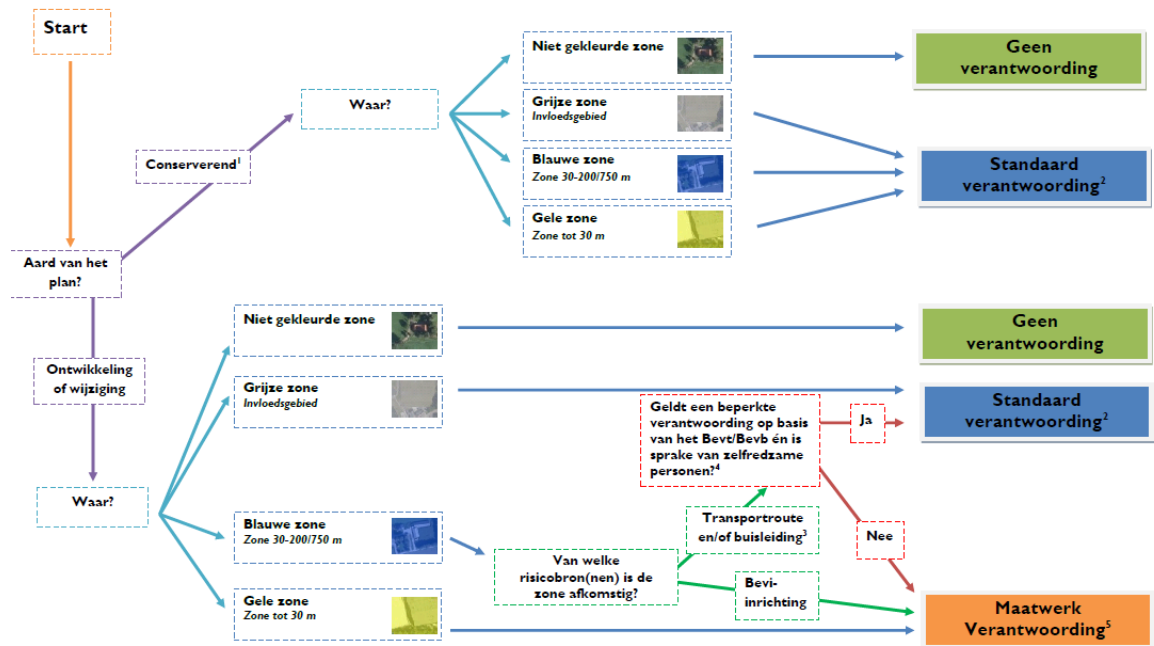 Start
Aard van het
plan?
Conserverend¹
Waar?
Niet gekleurde zone
Grijze zone
Invloedsgebied
Blauwe zone
Zone 30-200/750 m
Gele zone
Zone tot 30 m
Geen
verantwoording
Standaard
verantwoording²
Ontwikkeling
of wijziging
Waar?
Niet gekleurde zone
Grijze zone
Invloedsgebied
Blauwe zone
Zone 30-200/750 m
Gele zone
Zone tot 30 m
Van welke
risicobron(nen) is de
zone afkomstig?
Transportroute
en/of buisleiding³
Bevi-
inrichting
Geldt een beperkte
verantwoording op basis
van het Bevt/Bevb én is
sprake van zelfredzame
personen?⁴
Ja
Nee
Geen
verantwoording
Standaard
verantwoording²
Maatwerk
Verantwoording⁵